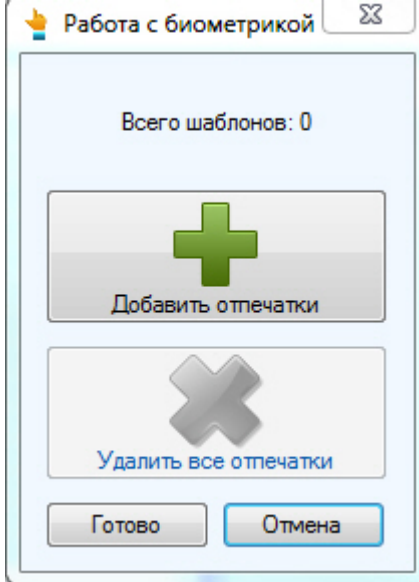 Работа с биометрикой
Всего шаблонов: 0
Добавить отпечатки
Удалить все отпечатки
Готово Отмена